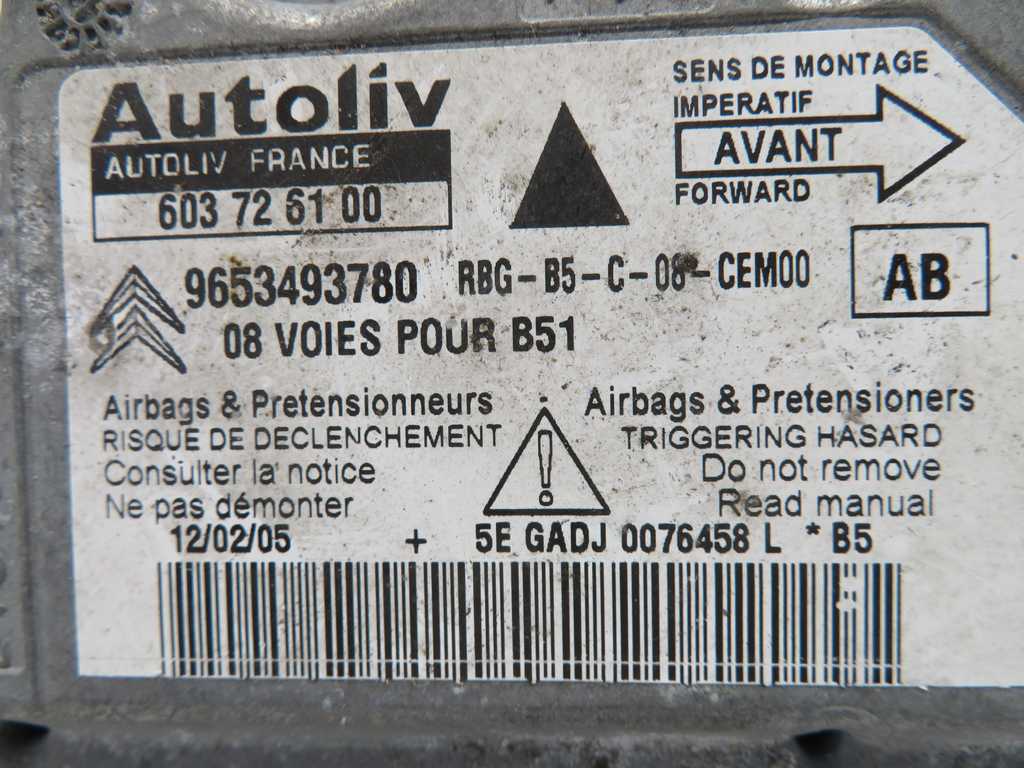 Autoliv
AUTOLIV FRANCE
603 72 61 00
SENS DE MONTAGE
IMPERATIF
AVANT
FORWARD
9653493780 RBG-B5-C-08-CEM00
AB
08 VOIES POUR B51
Airbags & Pretensionneurs
RISQUE DE DECLENCHEMENT
Consulter la notice
Ne pas démonter
Airbags & Pretensioners
TRIGGERING HASARD
Do not remove
Read manual
12/02/05 + 5E GADJ 0076458 L * B5